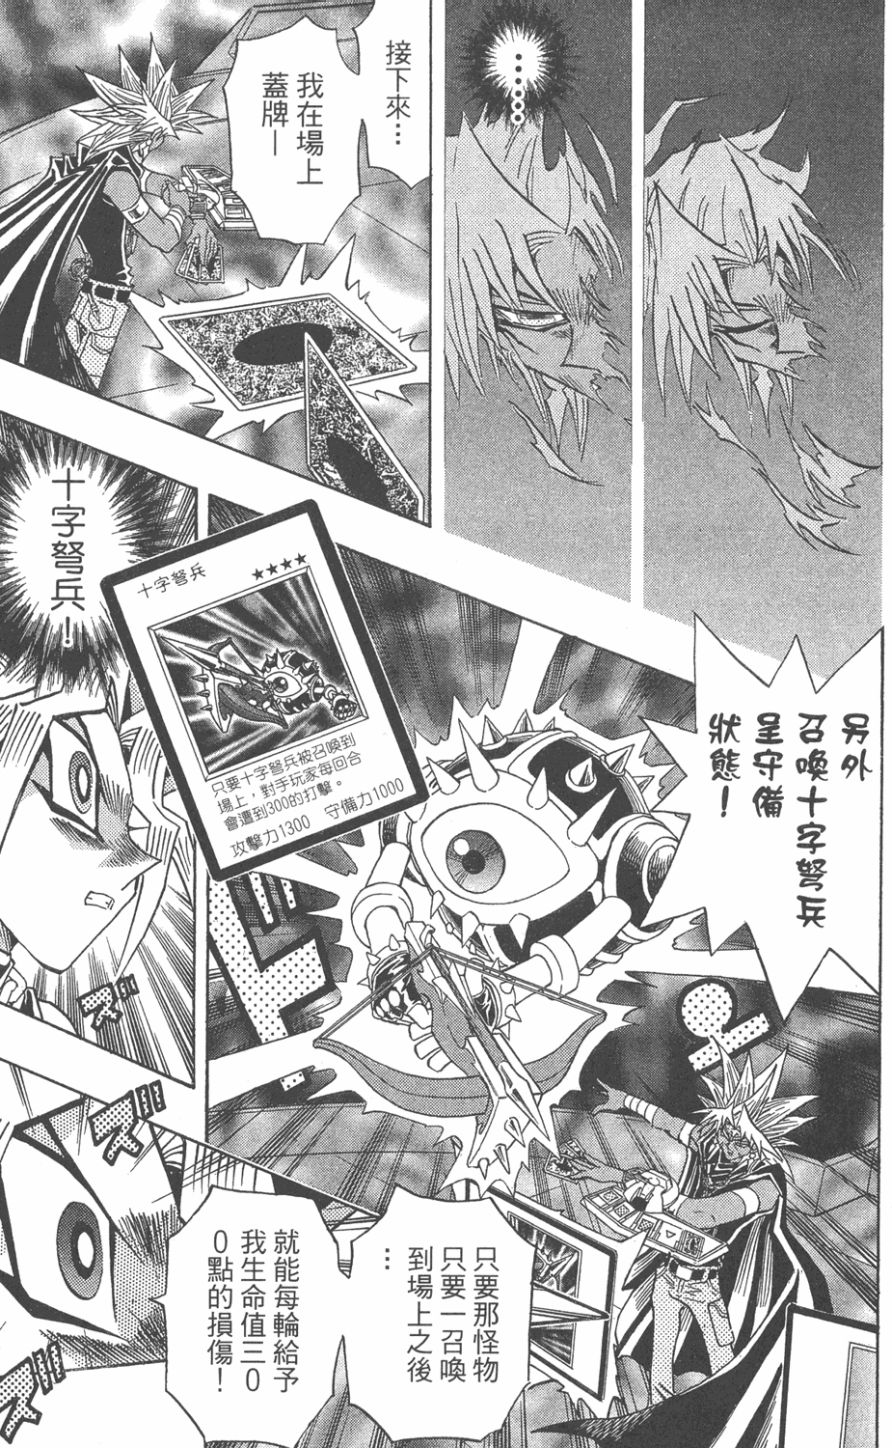 ……
接下來…
我在場上
蓋牌—
另外
召喚十字弩兵
呈守備
狀態！
十字弩兵
★★★★
只要十字弩兵被召喚到
場上，對手玩家每回合
會遭到300的打擊。
攻擊力1300 守備力1000
十字弩兵！
只要那怪物
只要一召喚
到場上之後
…
就能每輪給予
我生命值三０
０點的損傷！